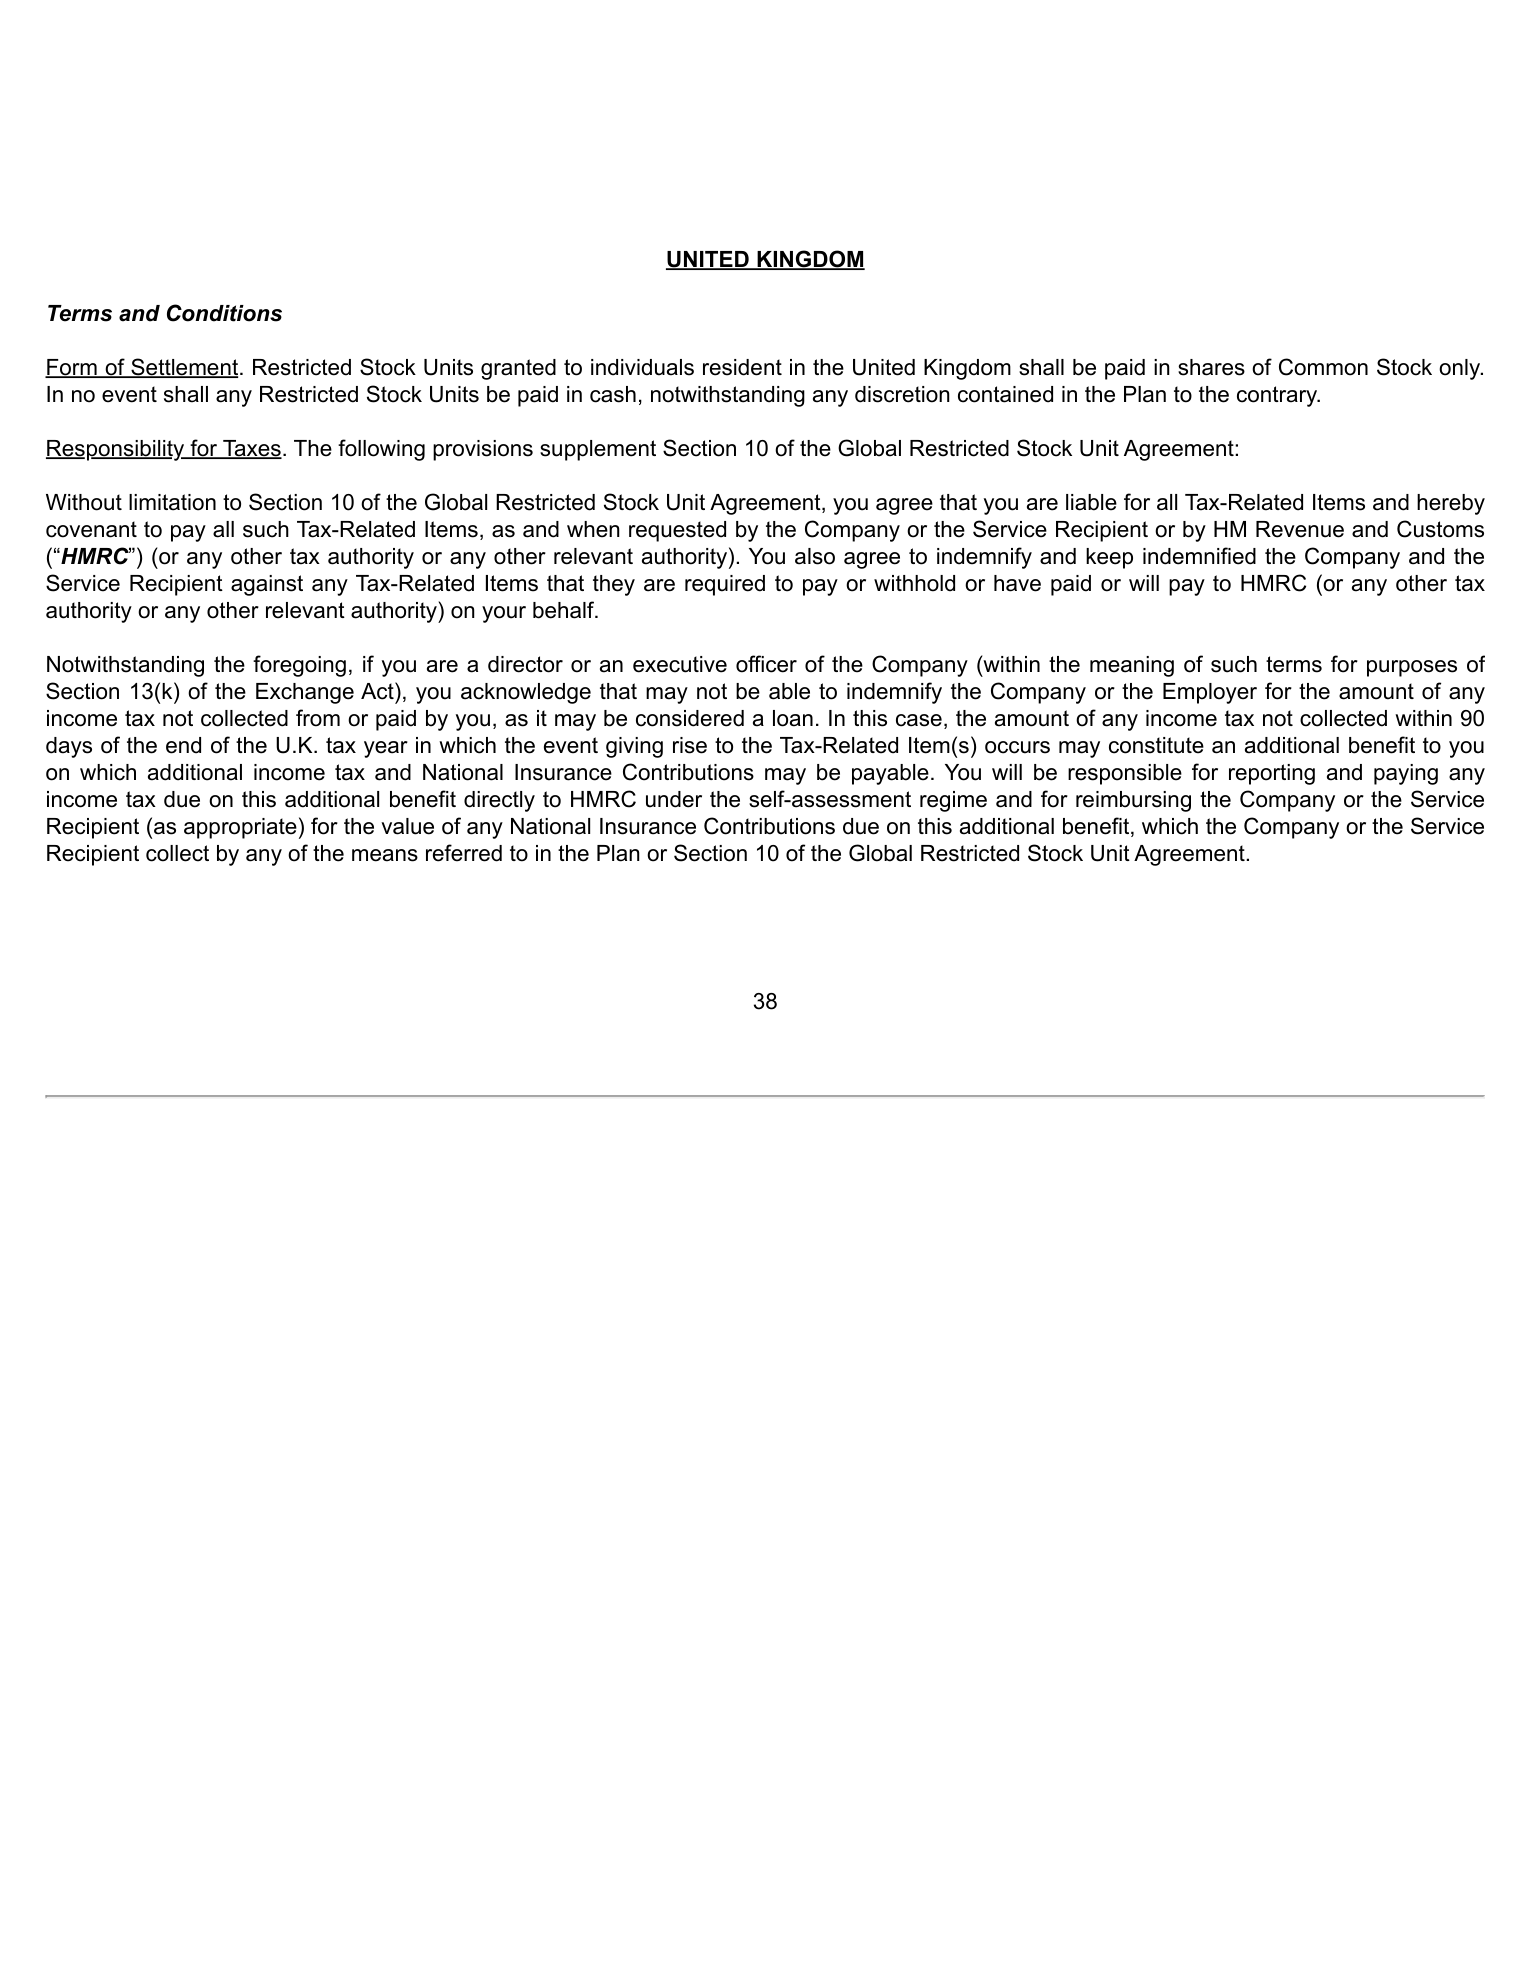 UNITED KINGDOM
Terms and Conditions
Form of Settlement. Restricted Stock Units granted to individuals resident in the United Kingdom shall be paid in shares of Common Stock only.
In no event shall any Restricted Stock Units be paid in cash, notwithstanding any discretion contained in the Plan to the contrary.
Responsibility for Taxes. The following provisions supplement Section 10 of the Global Restricted Stock Unit Agreement:
Without limitation to Section 10 of the Global Restricted Stock Unit Agreement, you agree that you are liable for all Tax-Related Items and hereby
covenant to pay all such Tax-Related Items, as and when requested by the Company or the Service Recipient or by HM Revenue and Customs
(“HMRC”) (or any other tax authority or any other relevant authority). You also agree to indemnify and keep indemnified the Company and the
Service Recipient against any Tax-Related Items that they are required to pay or withhold or have paid or will pay to HMRC (or any other tax
authority or any other relevant authority) on your behalf.
Notwithstanding the foregoing, if you are a director or an executive officer of the Company (within the meaning of such terms for purposes of
Section 13(k) of the Exchange Act), you acknowledge that may not be able to indemnify the Company or the Employer for the amount of any
income tax not collected from or paid by you, as it may be considered a loan. In this case, the amount of any income tax not collected within 90
days of the end of the U.K. tax year in which the event giving rise to the Tax-Related Item(s) occurs may constitute an additional benefit to you
on which additional income tax and National Insurance Contributions may be payable. You will be responsible for reporting and paying any
income tax due on this additional benefit directly to HMRC under the self-assessment regime and for reimbursing the Company or the Service
Recipient (as appropriate) for the value of any National Insurance Contributions due on this additional benefit, which the Company or the Service
Recipient collect by any of the means referred to in the Plan or Section 10 of the Global Restricted Stock Unit Agreement.
38